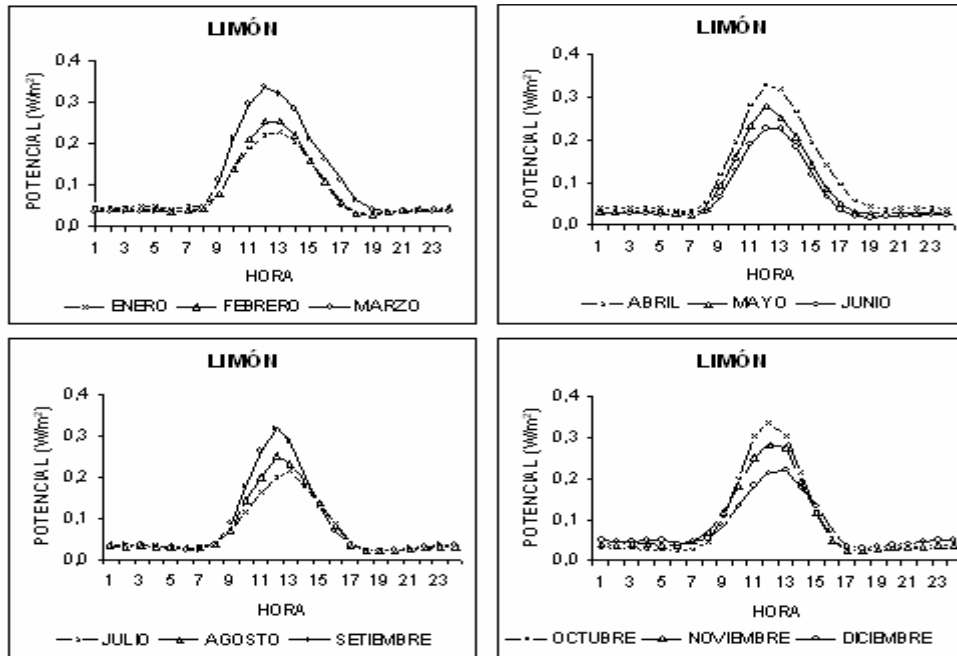 LIMÓN
POTENCIAL (W/m²)
0,4
0,3
0,2
0,1
0,0
1 3 5 7 9 11 13 15 17 19 21 23
HORA
ENERO FEBRERO MARZO
LIMÓN
POTENCIAL (W/m²)
0,4
0,3
0,2
0,1
0,0
1 3 5 7 9 11 13 15 17 19 21 23
HORA
ABRIL MAYO JUNIO
LIMÓN
POTENCIAL (W/m²)
0,4
0,3
0,2
0,1
0,0
1 3 5 7 9 11 13 15 17 19 21 23
HORA
JULIO AGOSTO SETIEMBRE
LIMÓN
POTENCIAL (W/m²)
0,4
0,3
0,2
0,1
0,0
1 3 5 7 9 11 13 15 17 19 21 23
HORA
OCTUBRE NOVIEMBRE DICIEMBRE